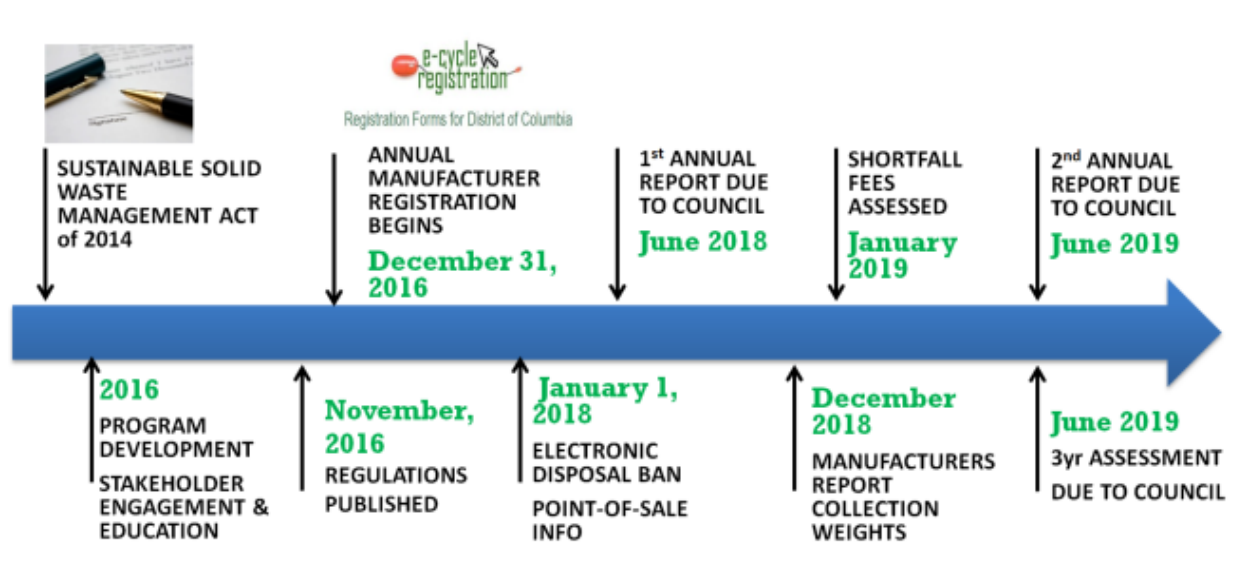 e-cycle
registration
Registration Forms for District of Columbia
SUSTAINABLE SOLID
WASTE
MANAGEMENT ACT
of 2014
ANNUAL
MANUFACTURER
REGISTRATION
BEGINS
December 31,
2016
1st ANNUAL
REPORT DUE
TO COUNCIL
June 2018
SHORTFALL
FEES
ASSESSED
January
2019
2nd ANNUAL
REPORT DUE
TO COUNCIL
June 2019
2016
PROGRAM
DEVELOPMENT
STAKEHOLDER
ENGAGEMENT &
EDUCATION
November,
2016
REGULATIONS
PUBLISHED
January 1,
2018
ELECTRONIC
DISPOSAL BAN
POINT-OF-SALE
INFO
December
2018
MANUFACTURERS
REPORT
COLLECTION
WEIGHTS
June 2019
3yr ASSESSMENT
DUE TO COUNCIL